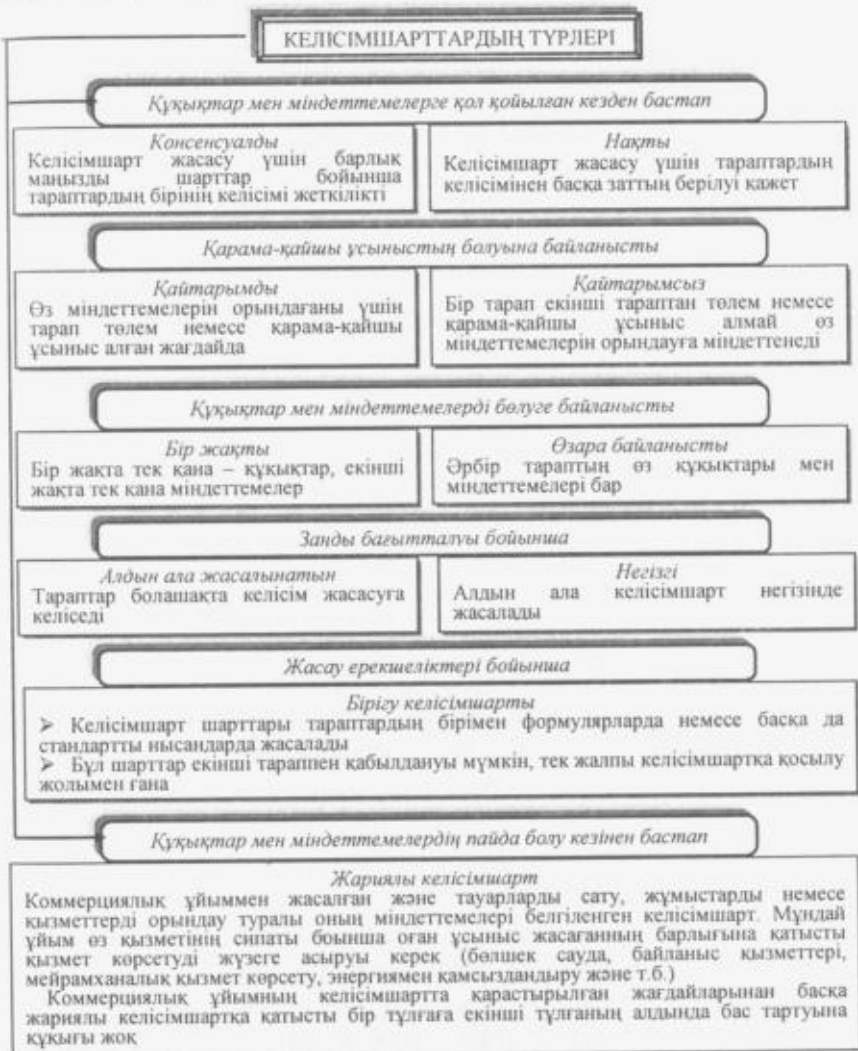 КЕЛІСІМШАРТТАРДЫҢ ТҮРЛЕРІ
Құқықтар мен міндеттемелерге қол қойылған кезден бастап
Консенсуалды
Келісімшарт жасасу үшін барлық
маңызды шарттар бойынша
тараптардың бірінің келісімі жеткілікті
Нақты
Келісімшарт жасасу үшін тараптардың
келісімінен басқа заттың берілуі қажет
Қарама-қайшы ұсыныстың болуына байланысты
Қайтарымды
Өз міндеттемелерін орындағаны үшін
тарап төлем немесе қарама-қайшы
ұсыныс алған жағдайда
Қайтарымсыз
Бір тарап екінші тараптан төлем немесе
қарама-қайшы ұсыныс алмай өз
міндеттемелерін орындауға міндеттенеді
Құқықтар мен міндеттемелерді бөлуге байланысты
Бір жақты
Бір жақта тек қана – құқықтар, екінші
жақта тек қана міндеттемелер
Өзара байланысты
Әрбір тараптың өз құқықтары мен
міндеттемелері бар
Заңды бағытталуы бойынша
Алдын ала жасалынатын
Тараптар болашақта келісім жасасуға
келіседі
Негізгі
Алдын ала келісімшарт негізінде
жасалады
Жасау ерекшеліктері бойынша
Бірігу келісімшарты
➢ Келісімшарт шарттары тараптардың бірімен формулярларда немесе басқа да
стандартты нысандарда жасалады
➢ Бұл шарттар екінші тараппен қабылдануы мүмкін, тек жалпы келісімшартқа қосылу
жолымен ғана
Құқықтар мен міндеттемелердің пайда болу кезінен бастап
Жариялы келісімшарт
Коммерциялық ұйыммен жасалған және тауарларды сату, жұмыстарды немесе
қызметтерді орындау туралы оның міндеттемелері белгіленген келісімшарт. Мұндай
ұйым өз қызметінің сипаты боынша оған ұсыныс жасағанның барлығына қатысты
қызмет көрсетуді жүзеге асыруы керек (бөлшек сауда, байланыс қызметтері,
мейрамханалық қызмет көрсету, энергиямен қамсыздандыру және т.б.)
Коммерциялық ұйымның келісімшартта қарастырылған жағдайларынан басқа
жариялы келісімшартқа қатысты бір тұлғаға екінші тұлғаның алдында бас тартуына
құқығы жоқ